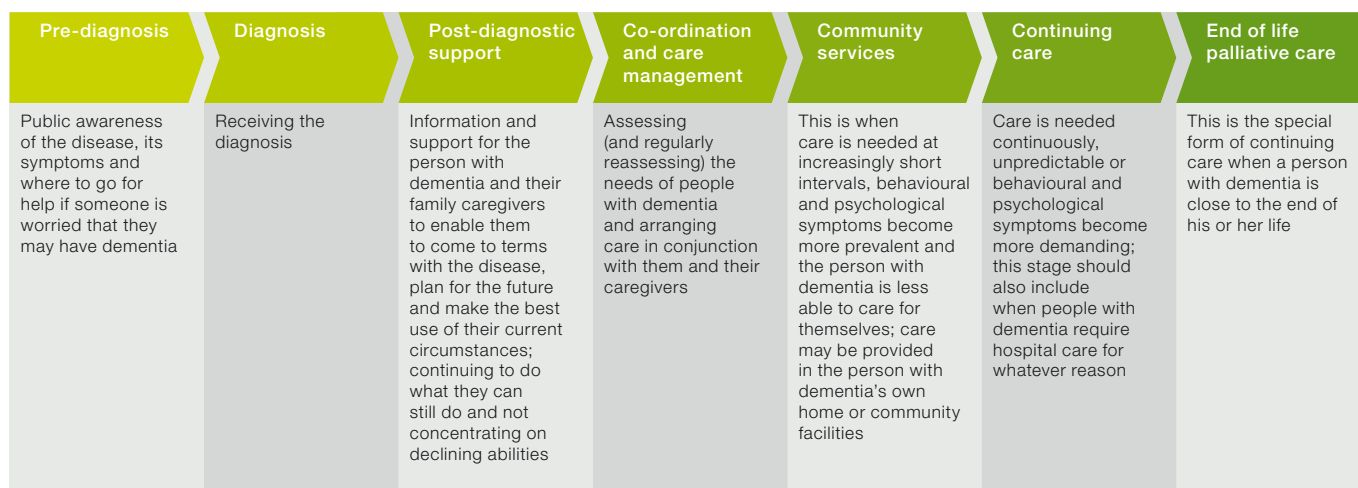 Pre-diagnosis
Public awareness
of the disease, its
symptoms and
where to go for
help if someone is
worried that they
may have dementia
Diagnosis
Receiving the
diagnosis
Post-diagnostic
support
Information and
support for the
person with
dementia and their
family caregivers
to enable them
to come to terms
with the disease,
plan for the future
and make the best
use of their current
circumstances;
continuing to do
what they can
still do and not
concentrating on
declining abilities
Co-ordination
and care
management
Assessing
(and regularly
reassessing) the
needs of people
with dementia
and arranging
care in conjunction
with them and their
caregivers
Community
services
This is when
care is needed at
increasingly short
intervals, behavioural
and psychological
symptoms become
more prevalent and
the person with
dementia is less
able to care for
themselves; care
may be provided
in the person with
dementia’s own
home or community
facilities
Continuing
care
Care is needed
continuously,
unpredictable or
behavioural and
psychological
symptoms become
more demanding;
this stage should
also include
when people with
dementia require
hospital care for
whatever reason
End of life
palliative care
This is the special
form of continuing
care when a person
with dementia is
close to the end of
his or her life